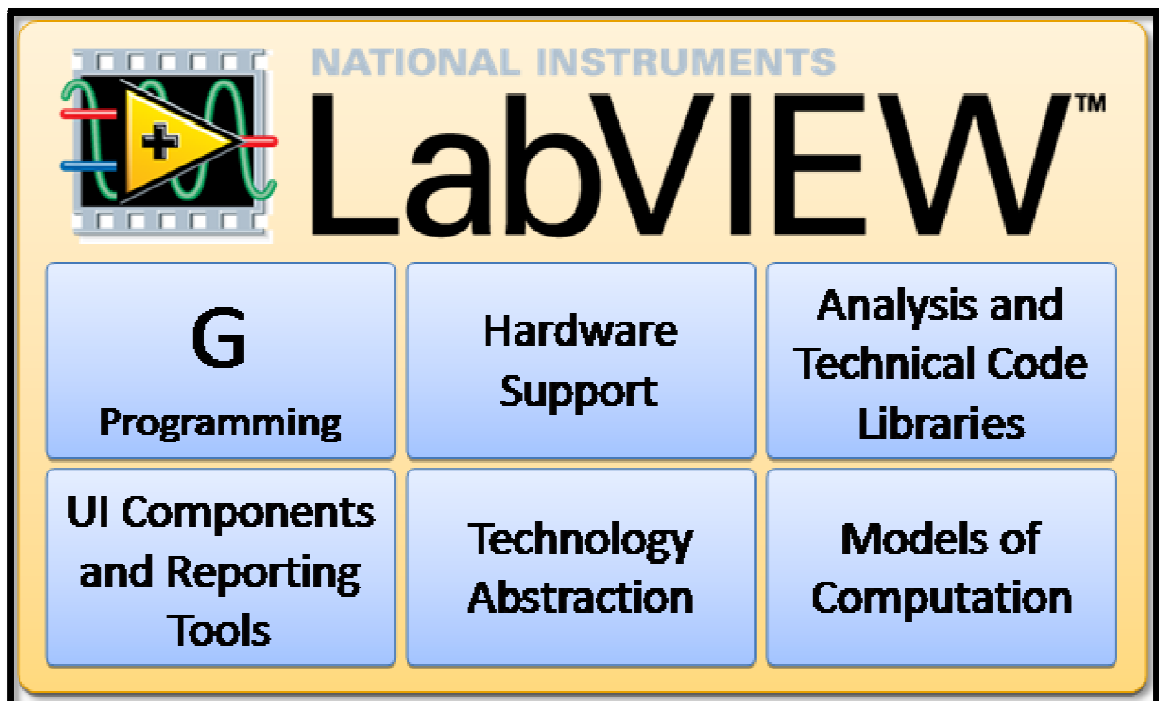 NATIONAL INSTRUMENTS
LabVIEW™
G
Programming
Hardware
Support
Analysis and
Technical Code
Libraries
UI Components
and Reporting
Tools
Technology
Abstraction
Models of
Computation